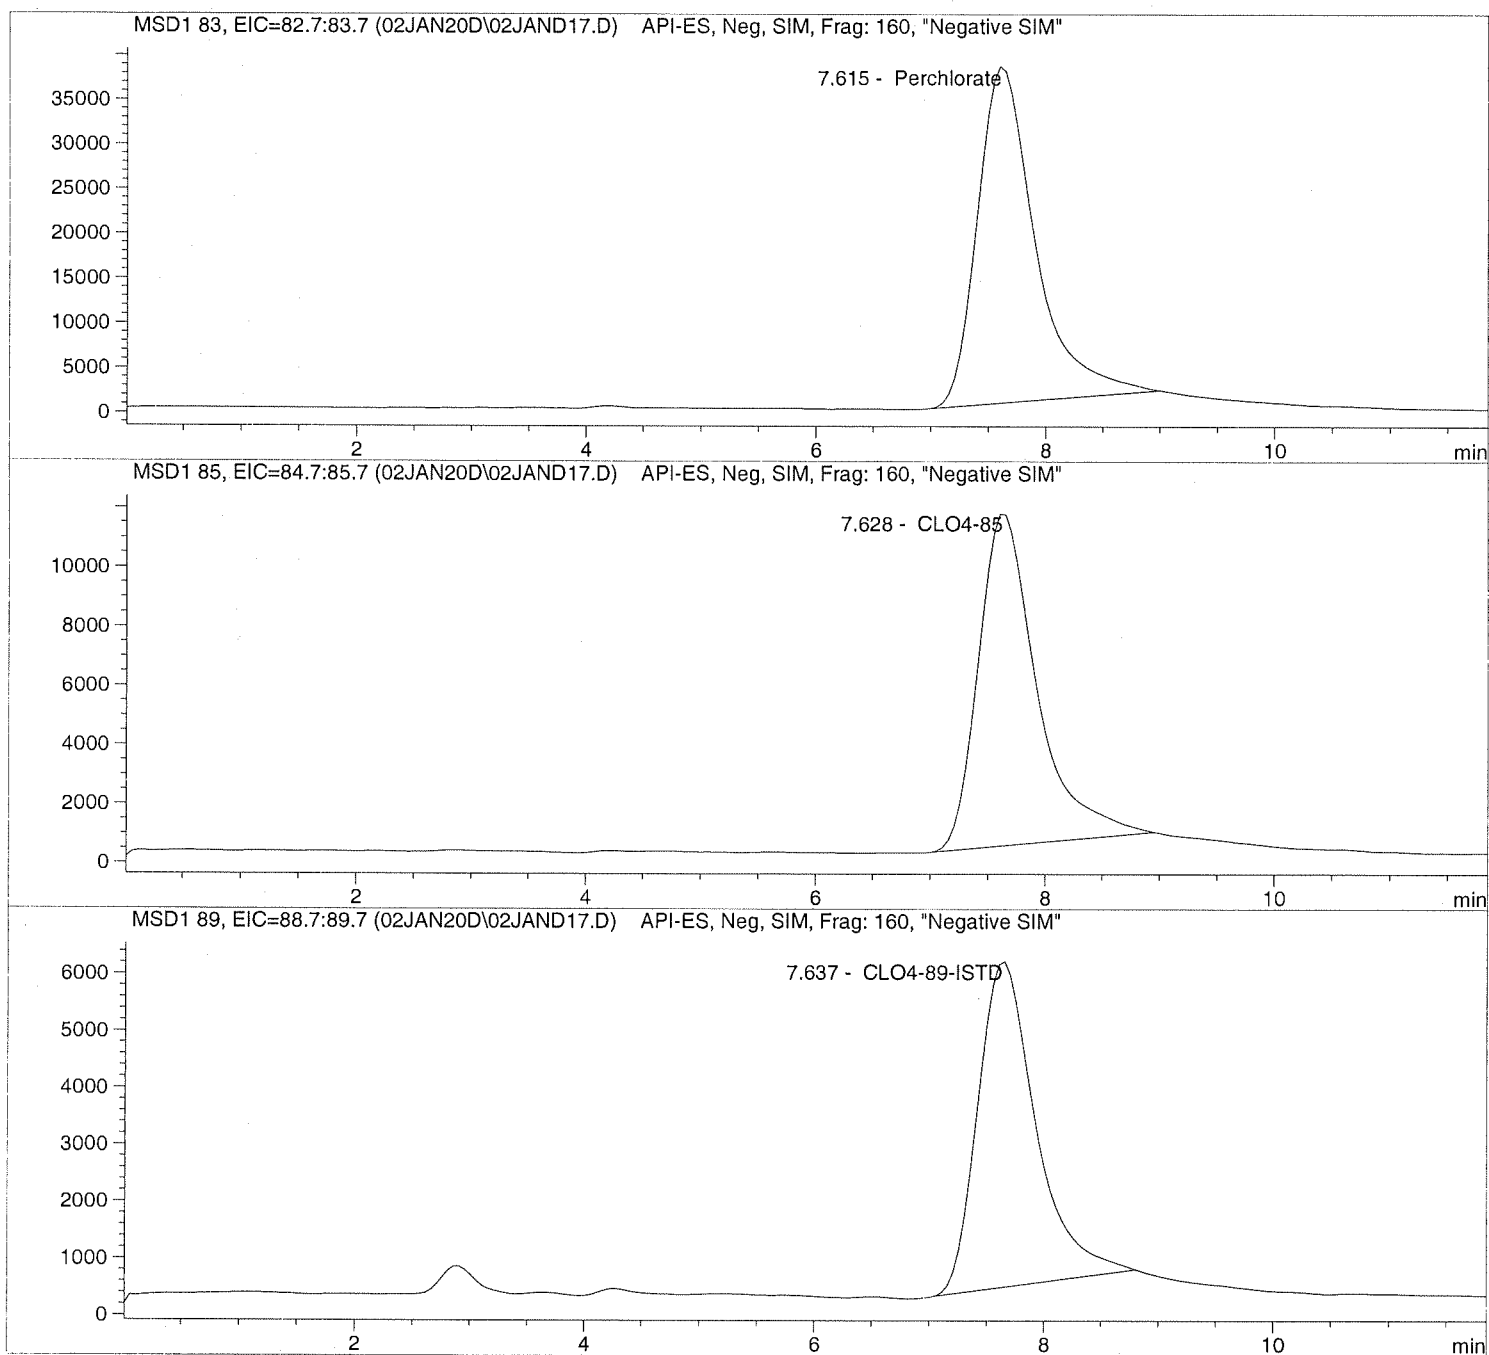 MSD1 83, EIC=82.7:83.7 (02JAN20D\02JAND17.D) API-ES, Neg, SIM, Frag: 160, "Negative SIM"
7.615 - Perchlorate
35000
30000
25000
20000
15000
10000
5000
0
2 4 6 8 10 min
MSD1 85, EIC=84.7:85.7 (02JAN20D\02JAND17.D) API-ES, Neg, SIM, Frag: 160, "Negative SIM"
7.628 - CLO4-85
10000
8000
6000
4000
2000
0
2 4 6 8 10 min
MSD1 89, EIC=88.7:89.7 (02JAN20D\02JAND17.D) API-ES, Neg, SIM, Frag: 160, "Negative SIM"
7.637 - CLO4-89-ISTD
6000
5000
4000
3000
2000
1000
0
2 4 6 8 10 min